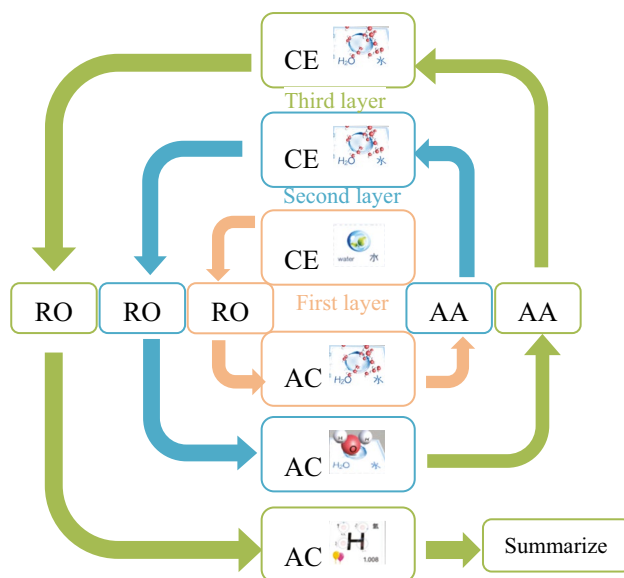 CE
H₂O 水
Third layer
CE
H₂O 水
Second layer
CE
water 水
First layer
RO RO RO AA AA
AC
H₂O 水
AC
H₂O 水
AC
H
氢
1.008
Summarize